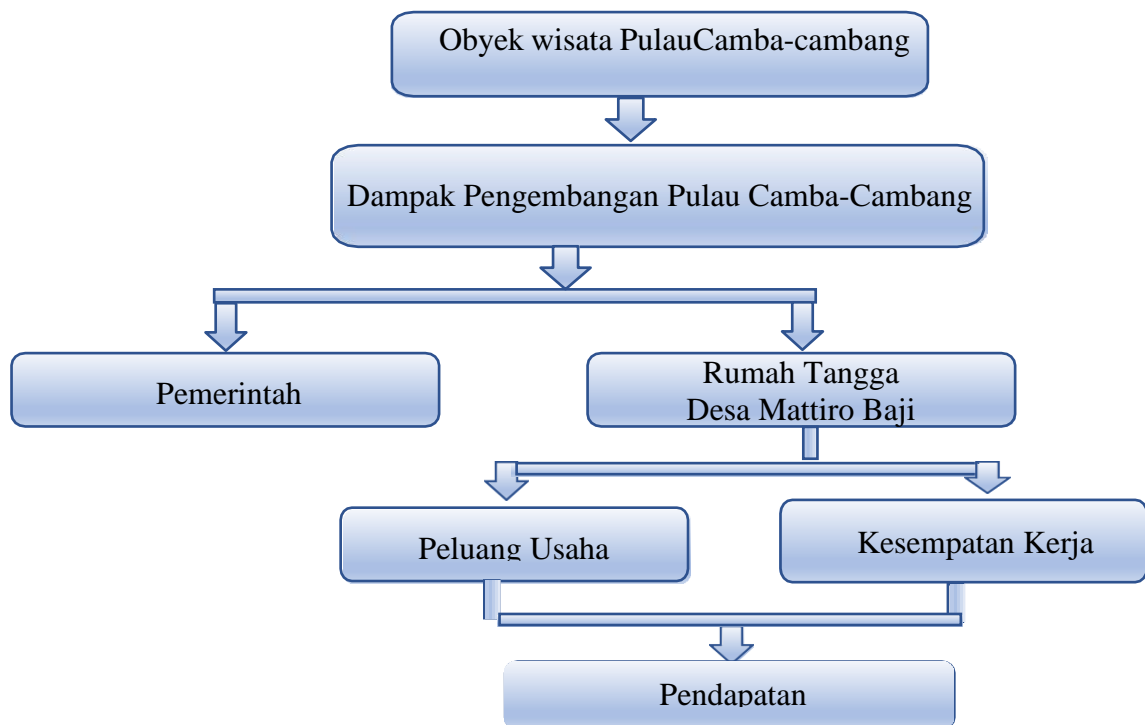 Obyek wisata PulauCamba-cambang
Dampak Pengembangan Pulau Camba-Cambang
Pemerintah
Rumah Tangga
Desa Mattiro Baji
Peluang Usaha
Kesempatan Kerja
Pendapatan